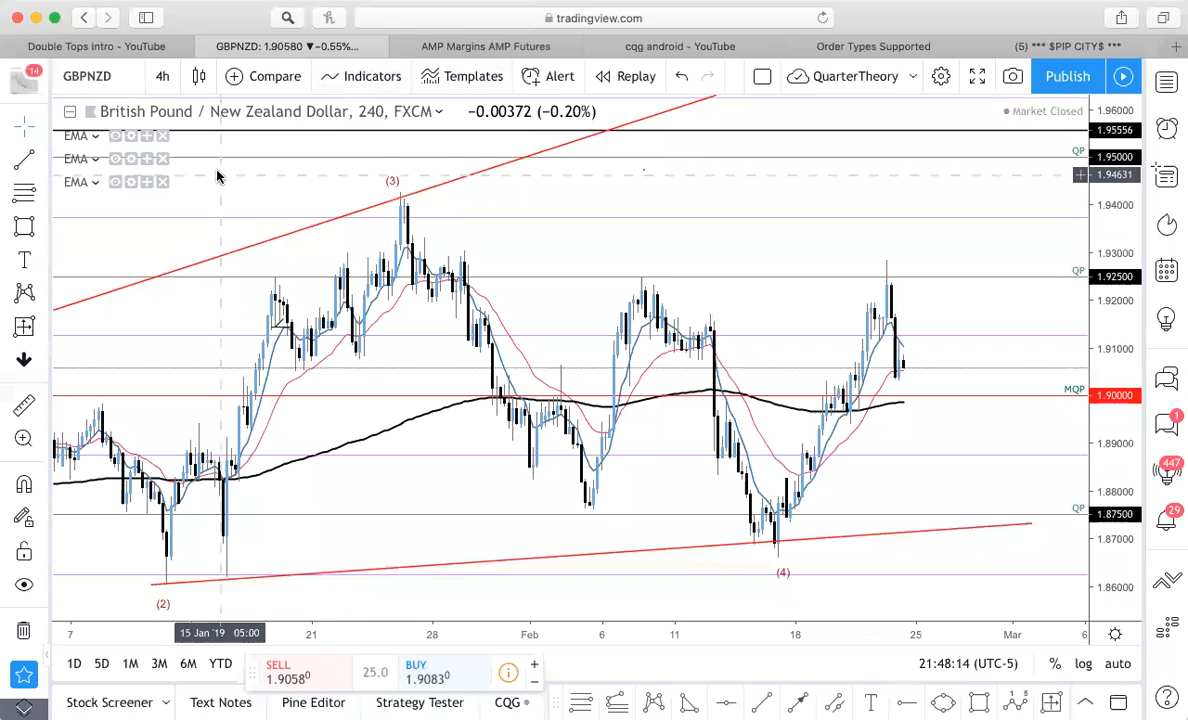 tradingview.com
Double Tops intro - YouTube
GBPNZD: 1.90580 ▼−0.55%...
AMP Margins AMP Futures
cqg android - YouTube
Order Types Supported
(5) *** $PIP CITY$ ***
14
GBPNZD
4h
Compare
Indicators
Templates
Alert
Replay
QuarterTheory
Publish
British Pound / New Zealand Dollar, 240, FXCM
−0.00372 (−0.20%)
Market Closed
1.96000
EMA
1.95556
EMA
QP
1.95000
EMA
(3)
1.94631
1.94000
1.93000
QP
1.92500
1.92000
1.91000
MQP
1.90000
1.89000
1.88000
QP
1.87500
1.87000
(4)
1.86000
(2)
1
447
29
7
15 Jan '19 05:00
21
28
Feb
6
11
18
25
Mar
6
1D
5D
1M
3M
6M
YTD
SELL
1.9058⁰
25.0
BUY
1.9083⁰
21:48:14 (UTC-5)
%
log
auto
Stock Screener
Text Notes
Pine Editor
Strategy Tester
CQG